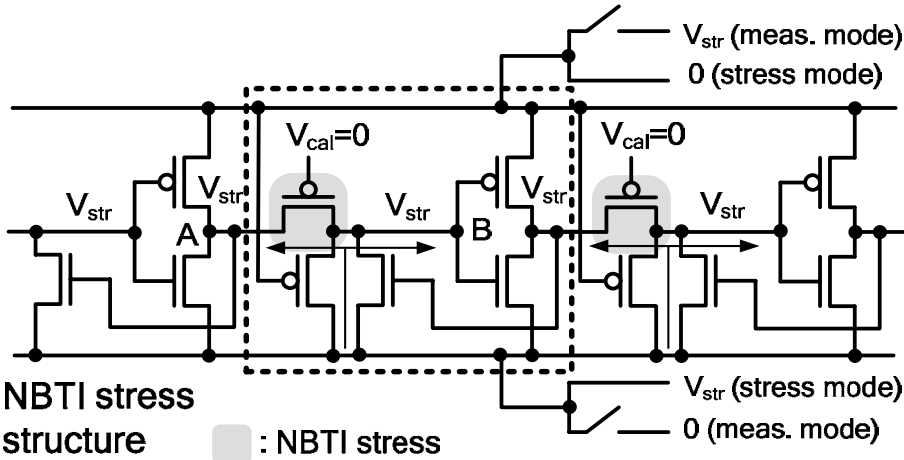 Vstr (meas. mode)
0 (stress mode)
Vcal=0
Vcal=0
Vstr
Vstr
Vstr
Vstr
Vstr
A
B
Vstr (stress mode)
0 (meas. mode)
NBTI stress
structure
: NBTI stress